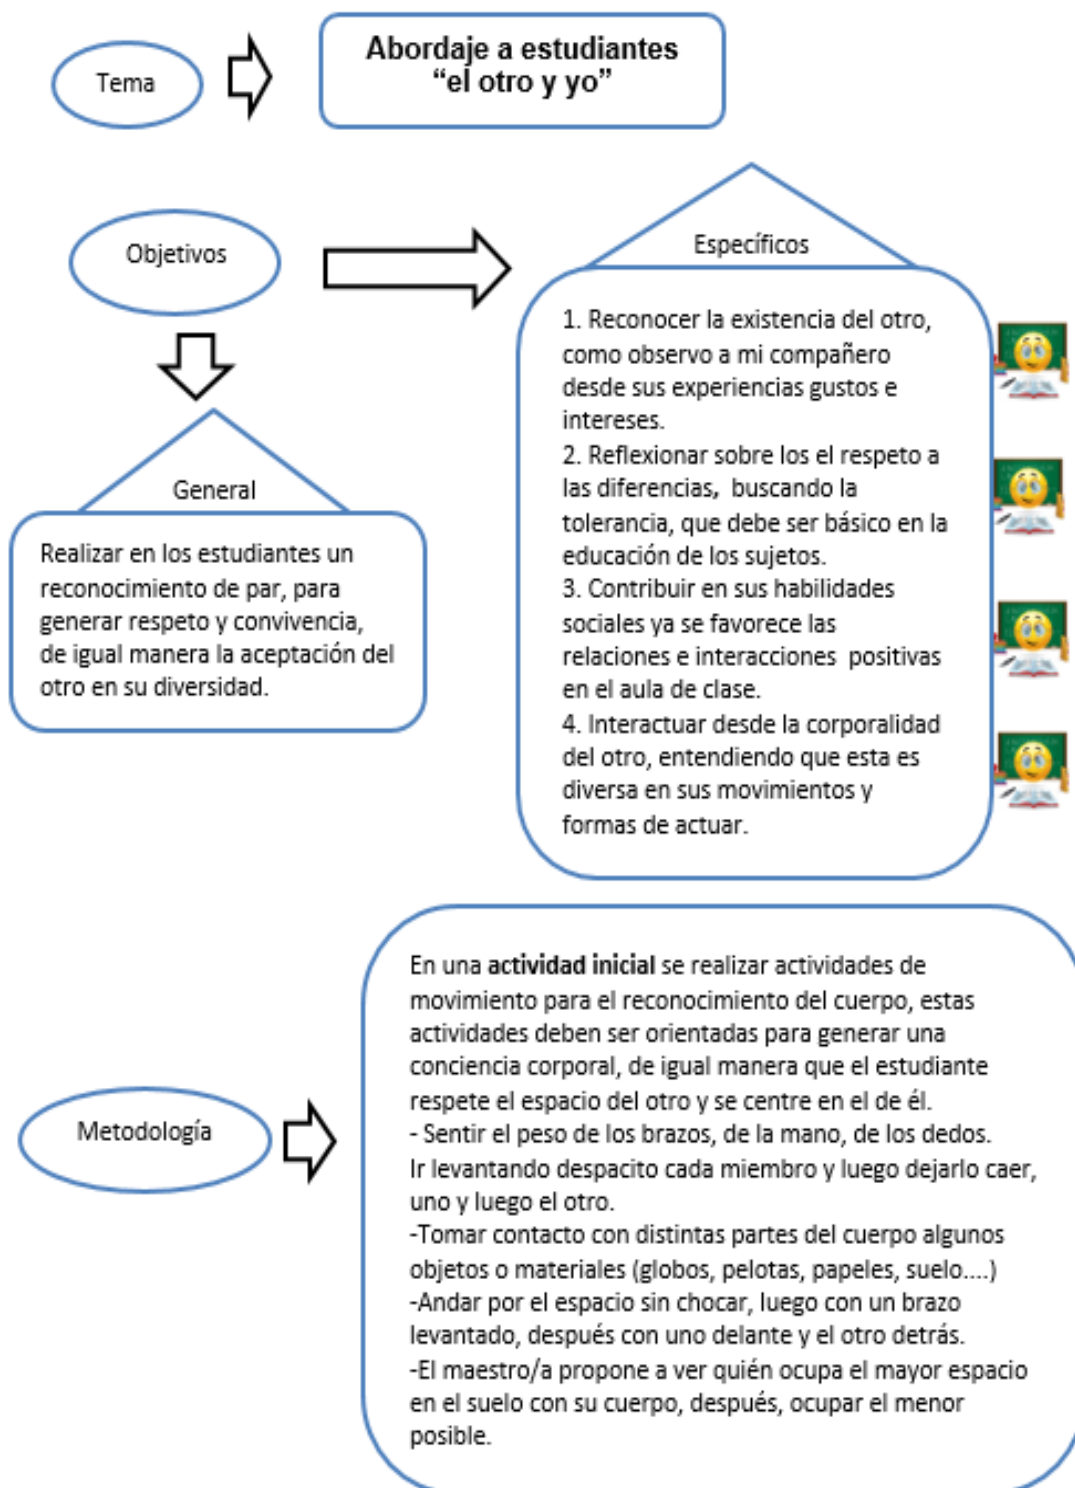 Tema
Abordaje a estudiantes
“el otro y yo”
Objetivos
Específicos
1. Reconocer la existencia del otro,
como observo a mi compañero
desde sus experiencias gustos e
intereses.
2. Reflexionar sobre los el respeto a
las diferencias, buscando la
tolerancia, que debe ser básico en la
educación de los sujetos.
3. Contribuir en sus habilidades
sociales ya se favorece las
relaciones e interacciones positivas
en el aula de clase.
4. Interactuar desde la corporalidad
del otro, entendiendo que esta es
diversa en sus movimientos y
formas de actuar.
General
Realizar en los estudiantes un
reconocimiento de par, para
generar respeto y convivencia,
de igual manera la aceptación del
otro en su diversidad.
Metodología
En una actividad inicial se realizar actividades de
movimiento para el reconocimiento del cuerpo, estas
actividades deben ser orientadas para generar una
conciencia corporal, de igual manera que el estudiante
respete el espacio del otro y se centre en el de él.
- Sentir el peso de los brazos, de la mano, de los dedos.
Ir levantando despacito cada miembro y luego dejarlo caer,
uno y luego el otro.
-Tomar contacto con distintas partes del cuerpo algunos
objetos o materiales (globos, pelotas, papeles, suelo....)
-Andar por el espacio sin chocar, luego con un brazo
levantado, después con uno delante y el otro detrás.
-El maestro/a propone a ver quién ocupa el mayor espacio
en el suelo con su cuerpo, después, ocupar el menor
posible.